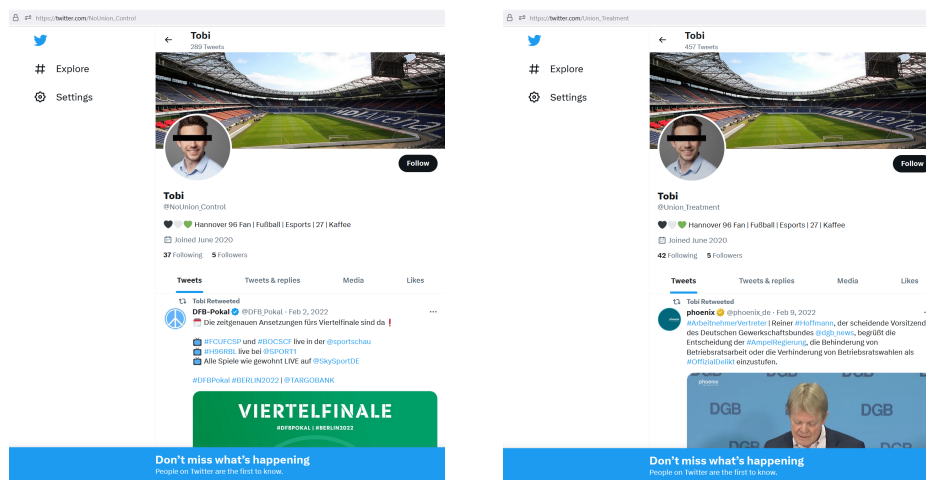 https://twitter.com/NoUnion_Control
Tobi
289 Tweets
Explore
Settings
Follow
Tobi
@NoUnion_Control
Hannover 96 Fan | Fußball | Esports | 27 | Kaffee
Joined June 2020
37 Following 5 Followers
Tweets Tweets & replies Media Likes
Tobi Retweeted
DFB-Pokal @DFB_Pokal · Feb 2, 2022
Die zeitgenauen Ansetzungen fürs Viertelfinale sind da
#FCUFCSP und #BOCSCF live in der @sportschau
#H96RBL live bei @SPORT1
Alle Spiele wie gewohnt LIVE auf @SkySportDE
#DFBPokal #BERLIN2022 | @TARGOBANK
VIERTELFINALE
#DFBPOKAL | #BERLIN2022
Don't miss what's happening
People on Twitter are the first to know.
https://twitter.com/Union_Treatment
Tobi
457 Tweets
Explore
Settings
Follow
Tobi
@Union_Treatment
Hannover 96 Fan | Fußball | Esports | 27 | Kaffee
Joined June 2020
42 Following 5 Followers
Tweets Tweets & replies Media Likes
Tobi Retweeted
phoenix @phoenix_de · Feb 9, 2022
#ArbeitnehmerVertreter | Reiner #Hoffmann, der scheidende Vorsitzend
des Deutschen Gewerkschaftsbundes @dgb_news, begrüßt die
Entscheidung der #AmpelRegierung, die Behinderung von
Betriebsratsarbeit oder die Verhinderung von Betriebsratswahlen als
#OffizialDelikt einzustufen.
phoenix
DGB DGB
DGB DGB
Don't miss what's happening
People on Twitter are the first to know.